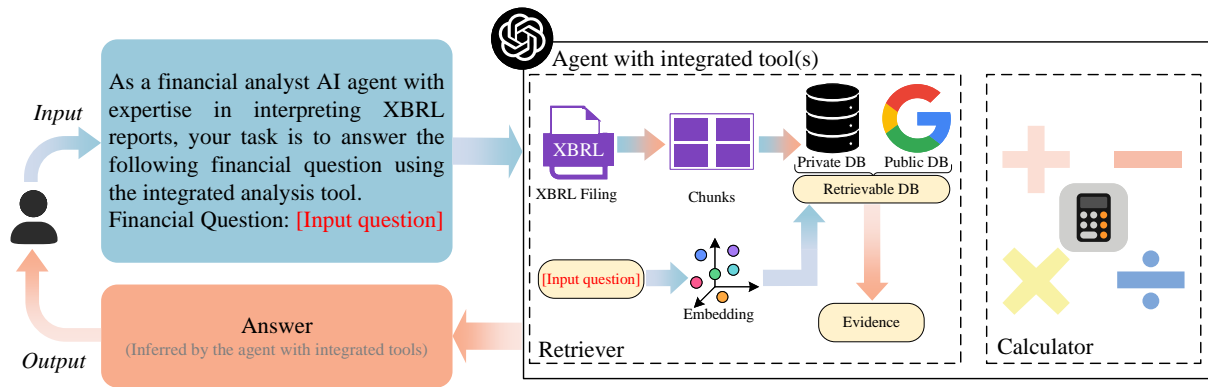 Input
As a financial analyst AI agent with
expertise in interpreting XBRL
reports, your task is to answer the
following financial question using
the integrated analysis tool.
Financial Question: [Input question]
Answer
(Inferred by the agent with integrated tools)
Output
Agent with integrated tool(s)
XBRL
XBRL Filing
Chunks
Private DB
Public DB
Retrievable DB
[Input question]
Embedding
Evidence
Retriever
Calculator